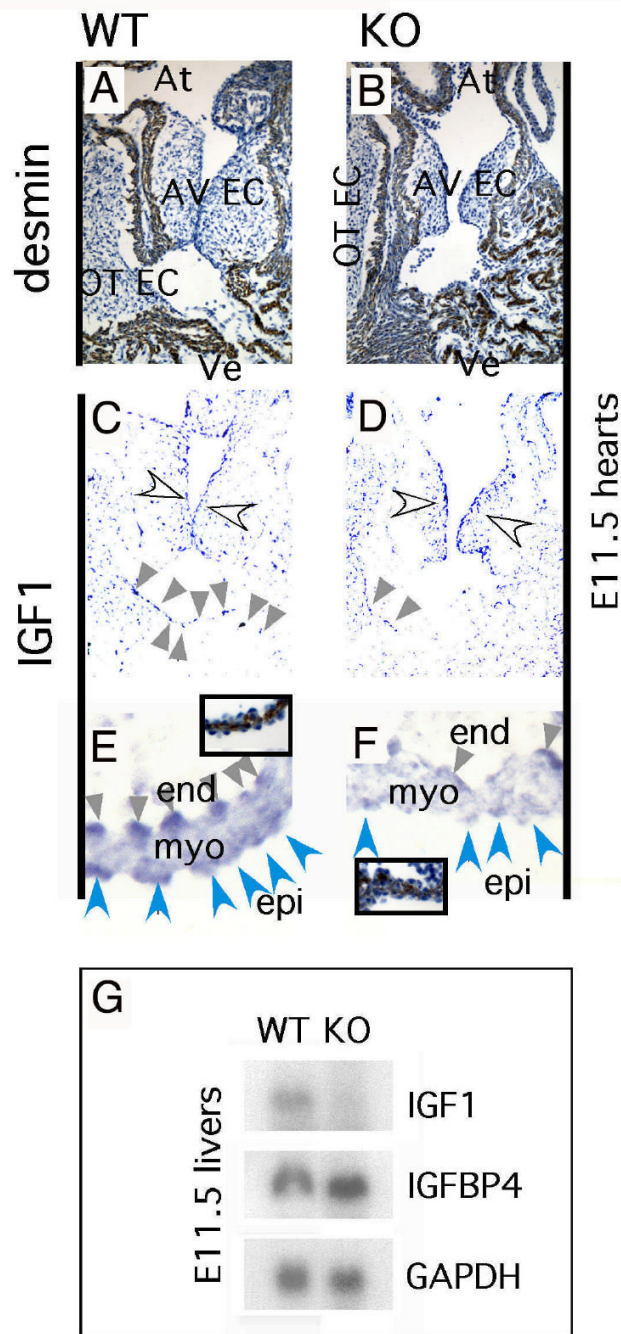 WT KO
desmin
A
At
AV EC
OT EC
Ve
B
At
AV EC
OT EC
Ve
E11.5 hearts
IGF1
C
D
E
end
myo
epi
F
end
myo
epi
G
WT KO
E11.5 livers
IGF1
IGFBP4
GAPDH